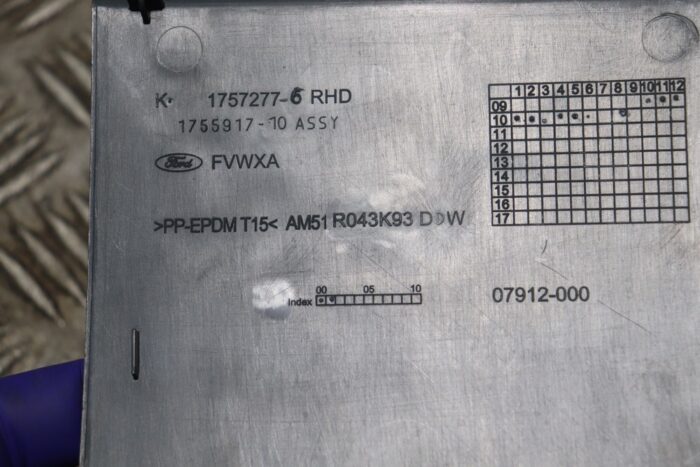 K 1757277-6 RHD
1755917-10 ASSY
Ford FVWXA
>PP-EPDM T15< AM51 R043K93 DDW
1 2 3 4 5 6 7 8 9 10 11 12
09
10
11
12
13
14
15
16
17
00 05 10
Index
07912-000